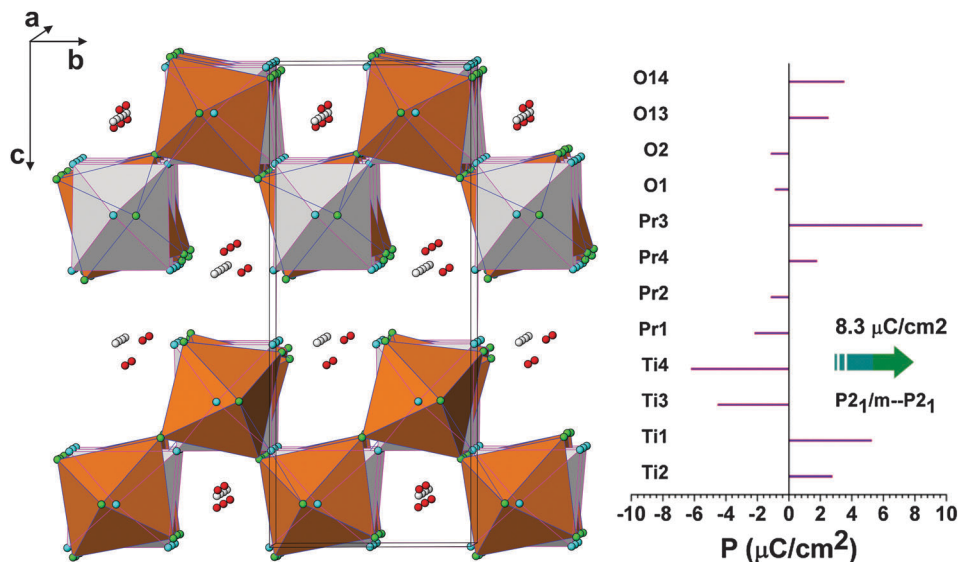 a
b
c
O14
O13
O2
O1
Pr3
Pr4
Pr2
Pr1
Ti4
Ti3
Ti1
Ti2
8.3 μC/cm2
P2₁/m--P2₁
-10 -8 -6 -4 -2 0 2 4 6 8 10
P (μC/cm²)